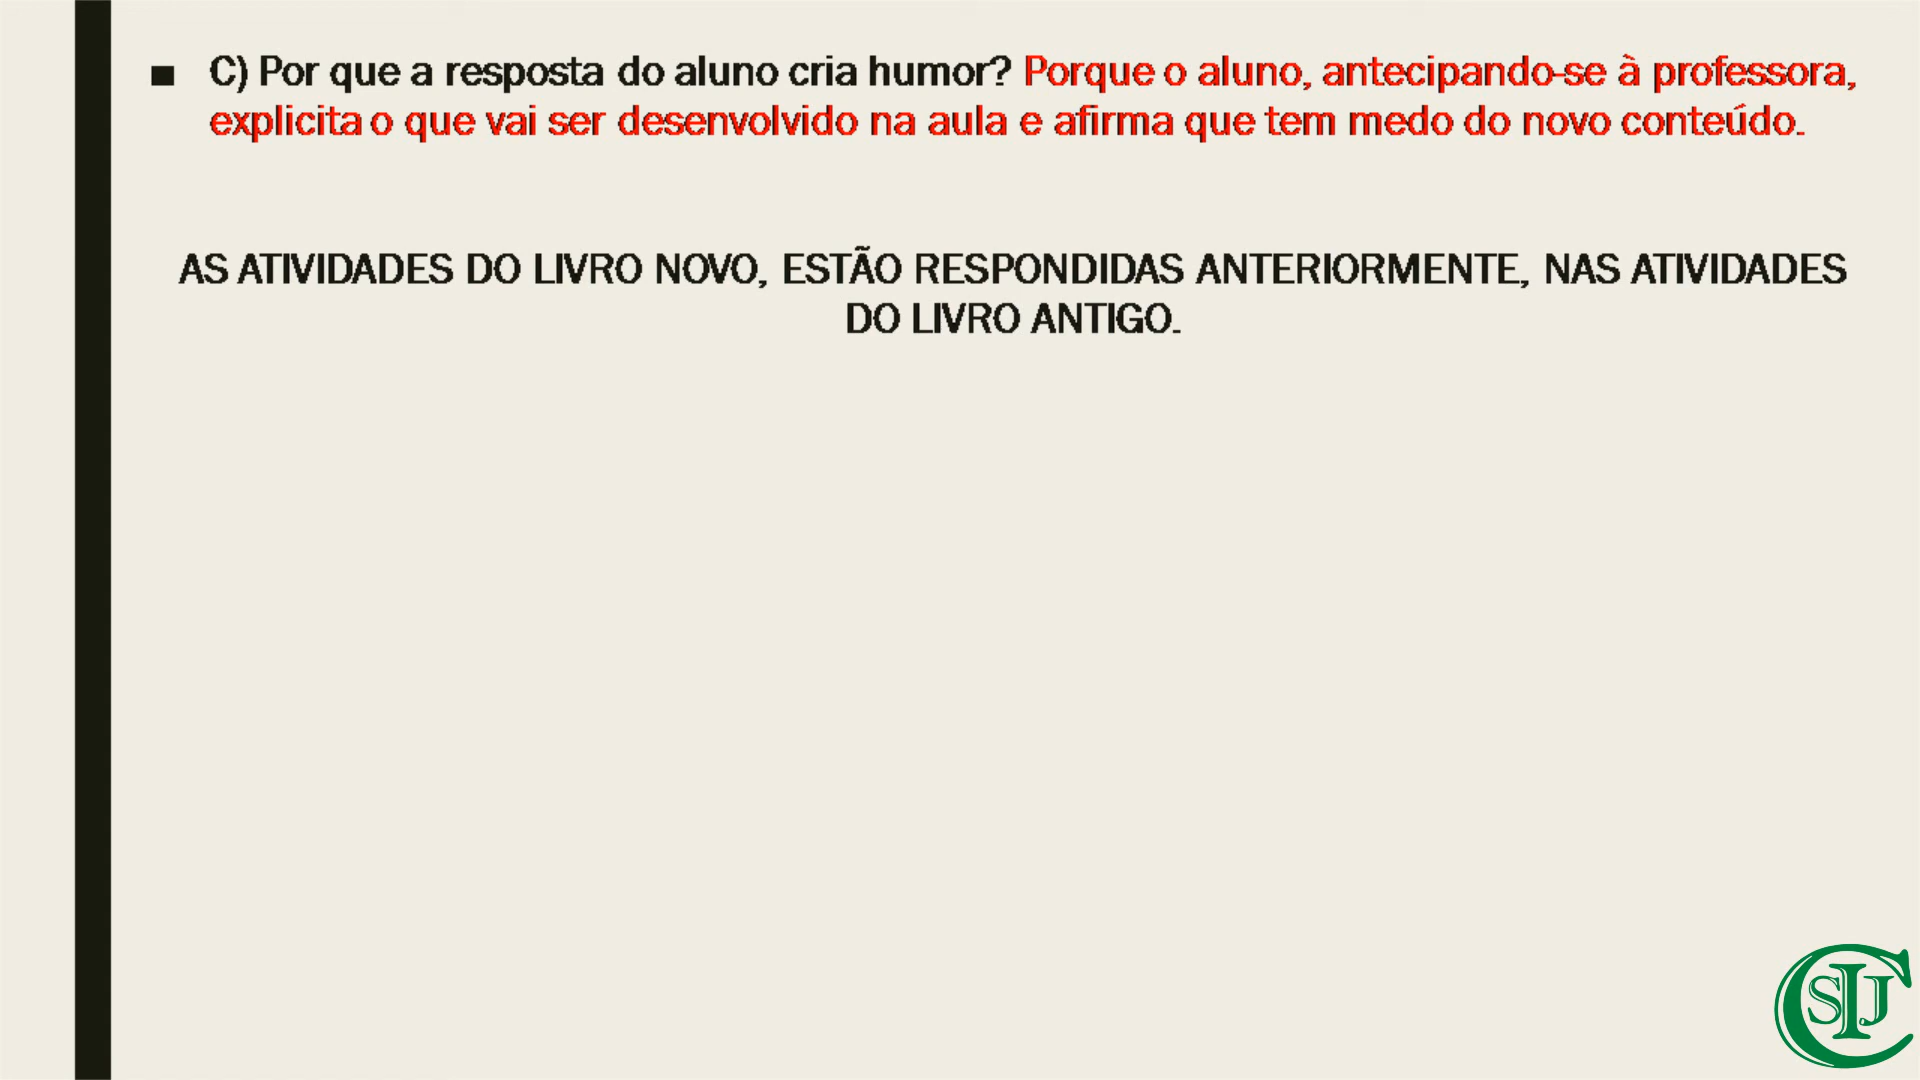 ■ C) Por que a resposta do aluno cria humor? Porque o aluno, antecipando-se à professora,
explicita o que vai ser desenvolvido na aula e afirma que tem medo do novo conteúdo.
AS ATIVIDADES DO LIVRO NOVO, ESTÃO RESPONDIDAS ANTERIORMENTE, NAS ATIVIDADES
DO LIVRO ANTIGO.
CSIJ